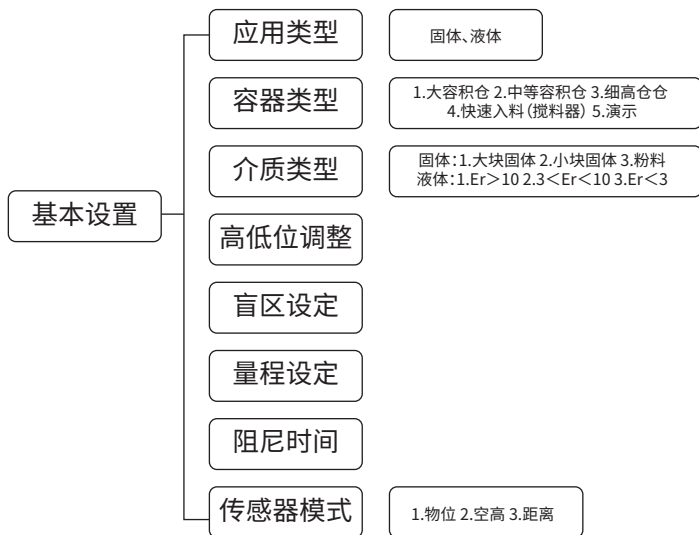 应用类型
固体、液体
容器类型
1.大容积仓 2.中等容积仓 3.细高仓仓
4.快速入料(搅料器) 5.演示
介质类型
固体:1.大块固体 2.小块固体 3.粉料
液体:1.Er＞10 2.3＜Er＜10 3.Er＜3
基本设置
高低位调整
盲区设定
量程设定
阻尼时间
传感器模式
1.物位 2.空高 3.距离